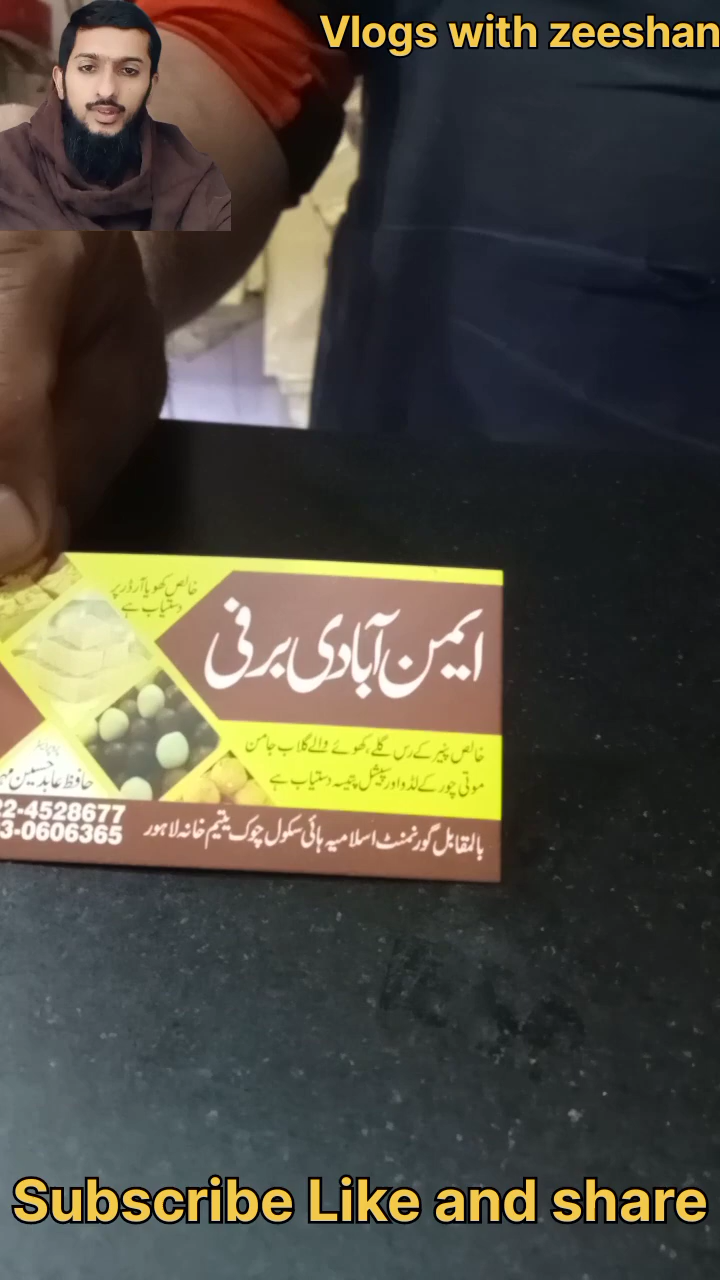 Vlogs with zeeshan
خالص کھویا آرڈر پر
دستیاب ہے
ایمن آبادی برفی
خالص پنیر کے رس گلے، کھوئے والے گلاب جامن
موتی چور کے لڈو اور سپیشل پتیسہ دستیاب ہے
پروپرائیٹر
حافظ عابد حسین
22-4528677
3-0606365
بالمقابل گورنمنٹ اسلامیہ ہائی سکول چوک یتیم خانہ لاہور
Subscribe Like and share